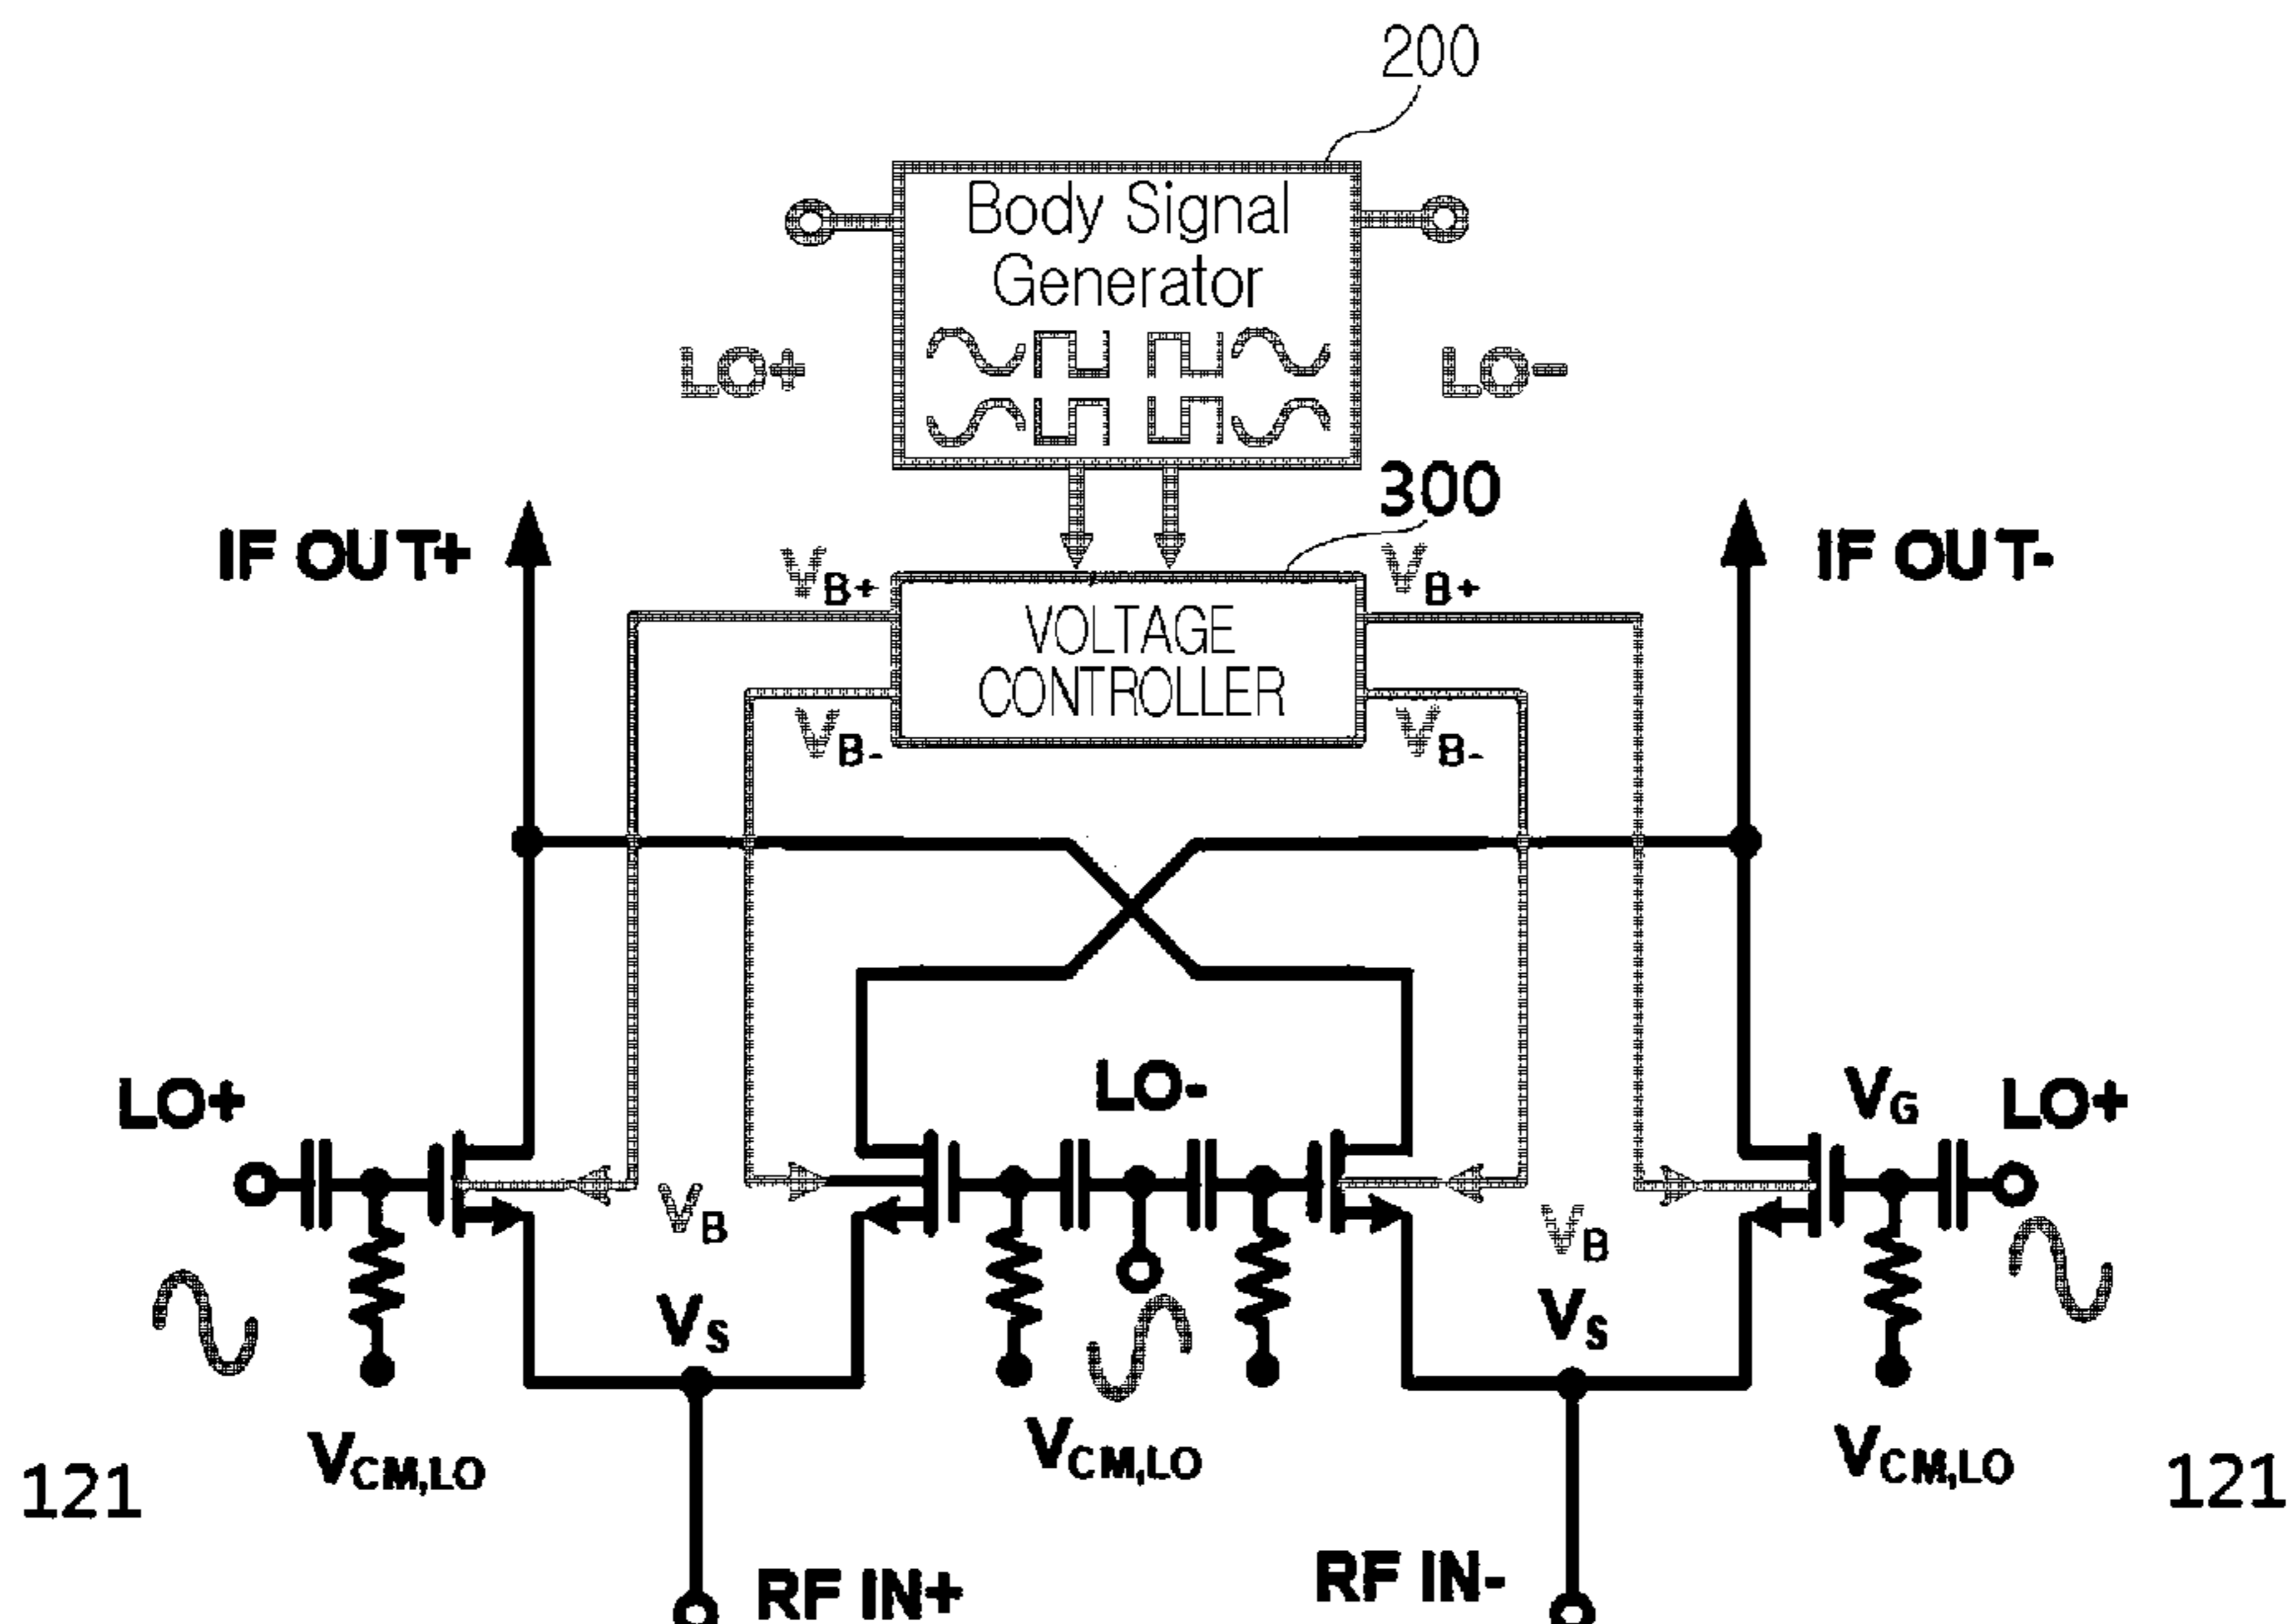 200
Body Signal
Generator
LO+
LO-
300
IF OUT+
VB+
VB+
IF OUT-
VOLTAGE
CONTROLLER
VB-
VB-
LO+
LO-
VG
LO+
VB
VB
VS
VS
VCM,LO
VCM,LO
VCM,LO
121
121
RF IN+
RF IN-